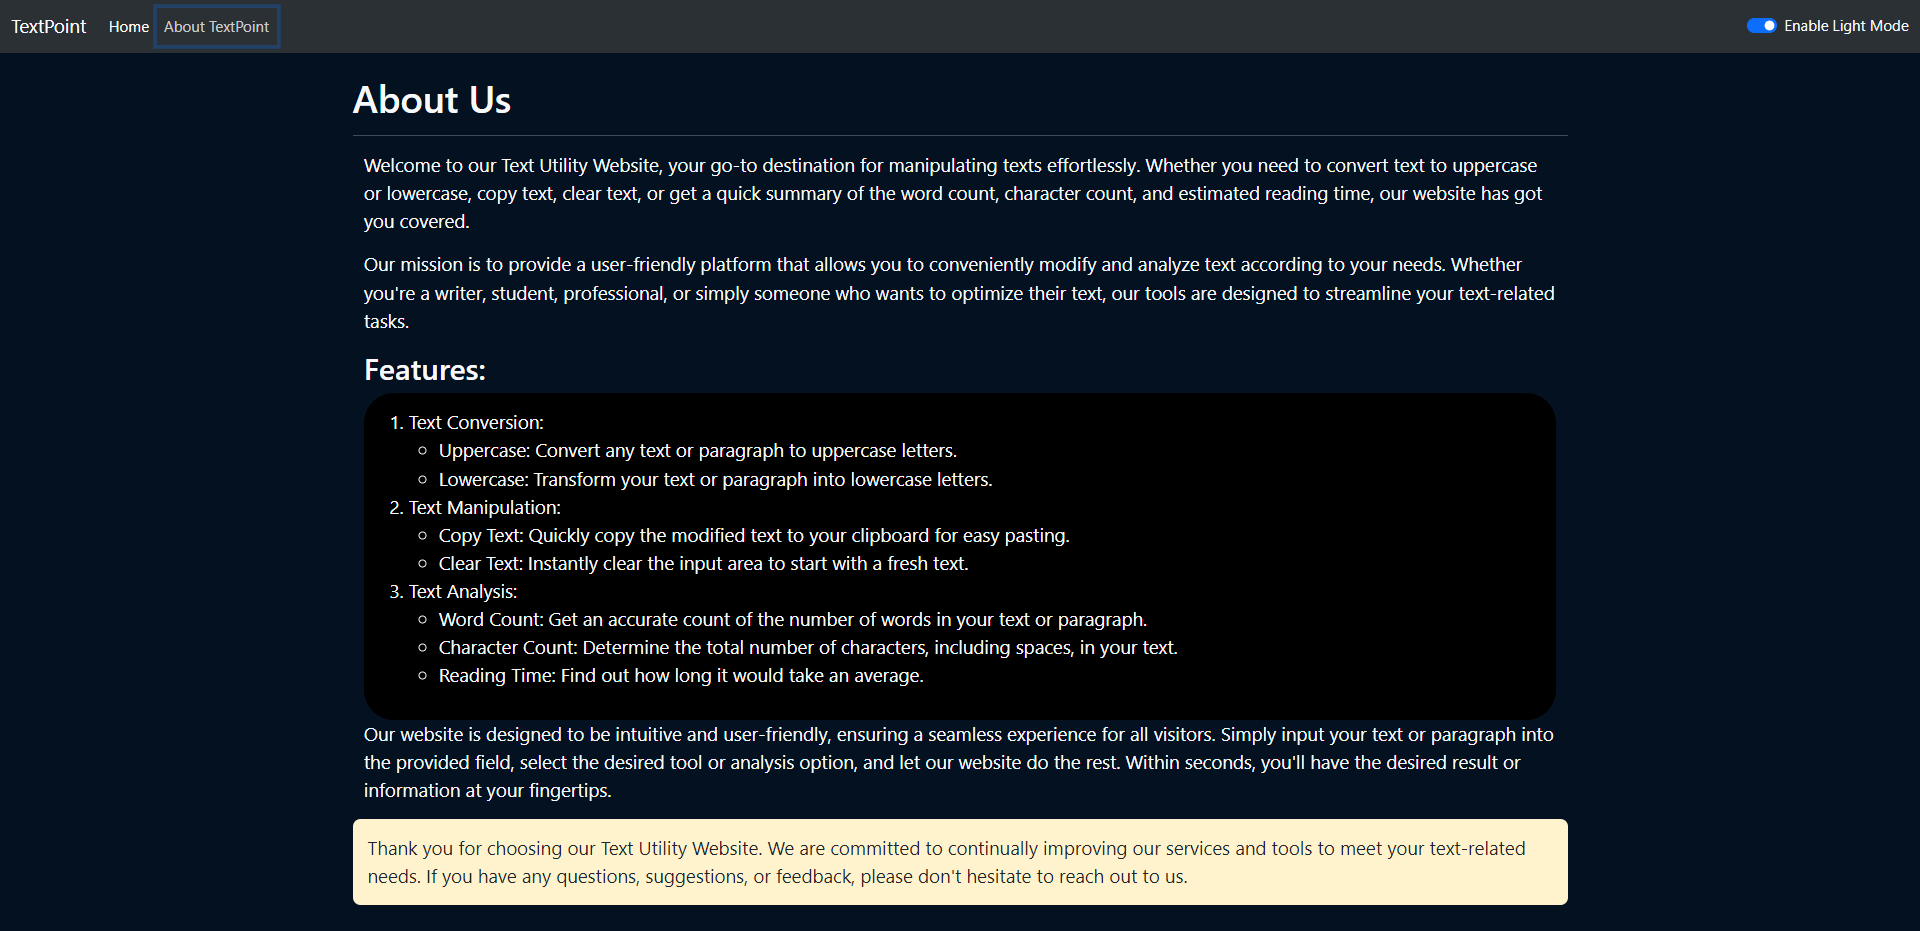 TextPoint Home About TextPoint Enable Light Mode
About Us
Welcome to our Text Utility Website, your go-to destination for manipulating texts effortlessly. Whether you need to convert text to uppercase
or lowercase, copy text, clear text, or get a quick summary of the word count, character count, and estimated reading time, our website has got
you covered.
Our mission is to provide a user-friendly platform that allows you to conveniently modify and analyze text according to your needs. Whether
you're a writer, student, professional, or simply someone who wants to optimize their text, our tools are designed to streamline your text-related
tasks.
Features:
1. Text Conversion:
Uppercase: Convert any text or paragraph to uppercase letters.
Lowercase: Transform your text or paragraph into lowercase letters.
2. Text Manipulation:
Copy Text: Quickly copy the modified text to your clipboard for easy pasting.
Clear Text: Instantly clear the input area to start with a fresh text.
3. Text Analysis:
Word Count: Get an accurate count of the number of words in your text or paragraph.
Character Count: Determine the total number of characters, including spaces, in your text.
Reading Time: Find out how long it would take an average.
Our website is designed to be intuitive and user-friendly, ensuring a seamless experience for all visitors. Simply input your text or paragraph into
the provided field, select the desired tool or analysis option, and let our website do the rest. Within seconds, you'll have the desired result or
information at your fingertips.
Thank you for choosing our Text Utility Website. We are committed to continually improving our services and tools to meet your text-related
needs. If you have any questions, suggestions, or feedback, please don't hesitate to reach out to us.